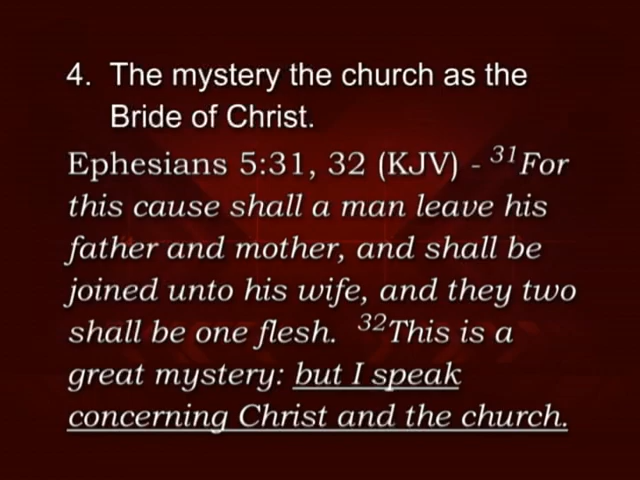 4. The mystery the church as the
Bride of Christ.
Ephesians 5:31, 32 (KJV) - 31For
this cause shall a man leave his
father and mother, and shall be
joined unto his wife, and they two
shall be one flesh. 32This is a
great mystery: but I speak
concerning Christ and the church.